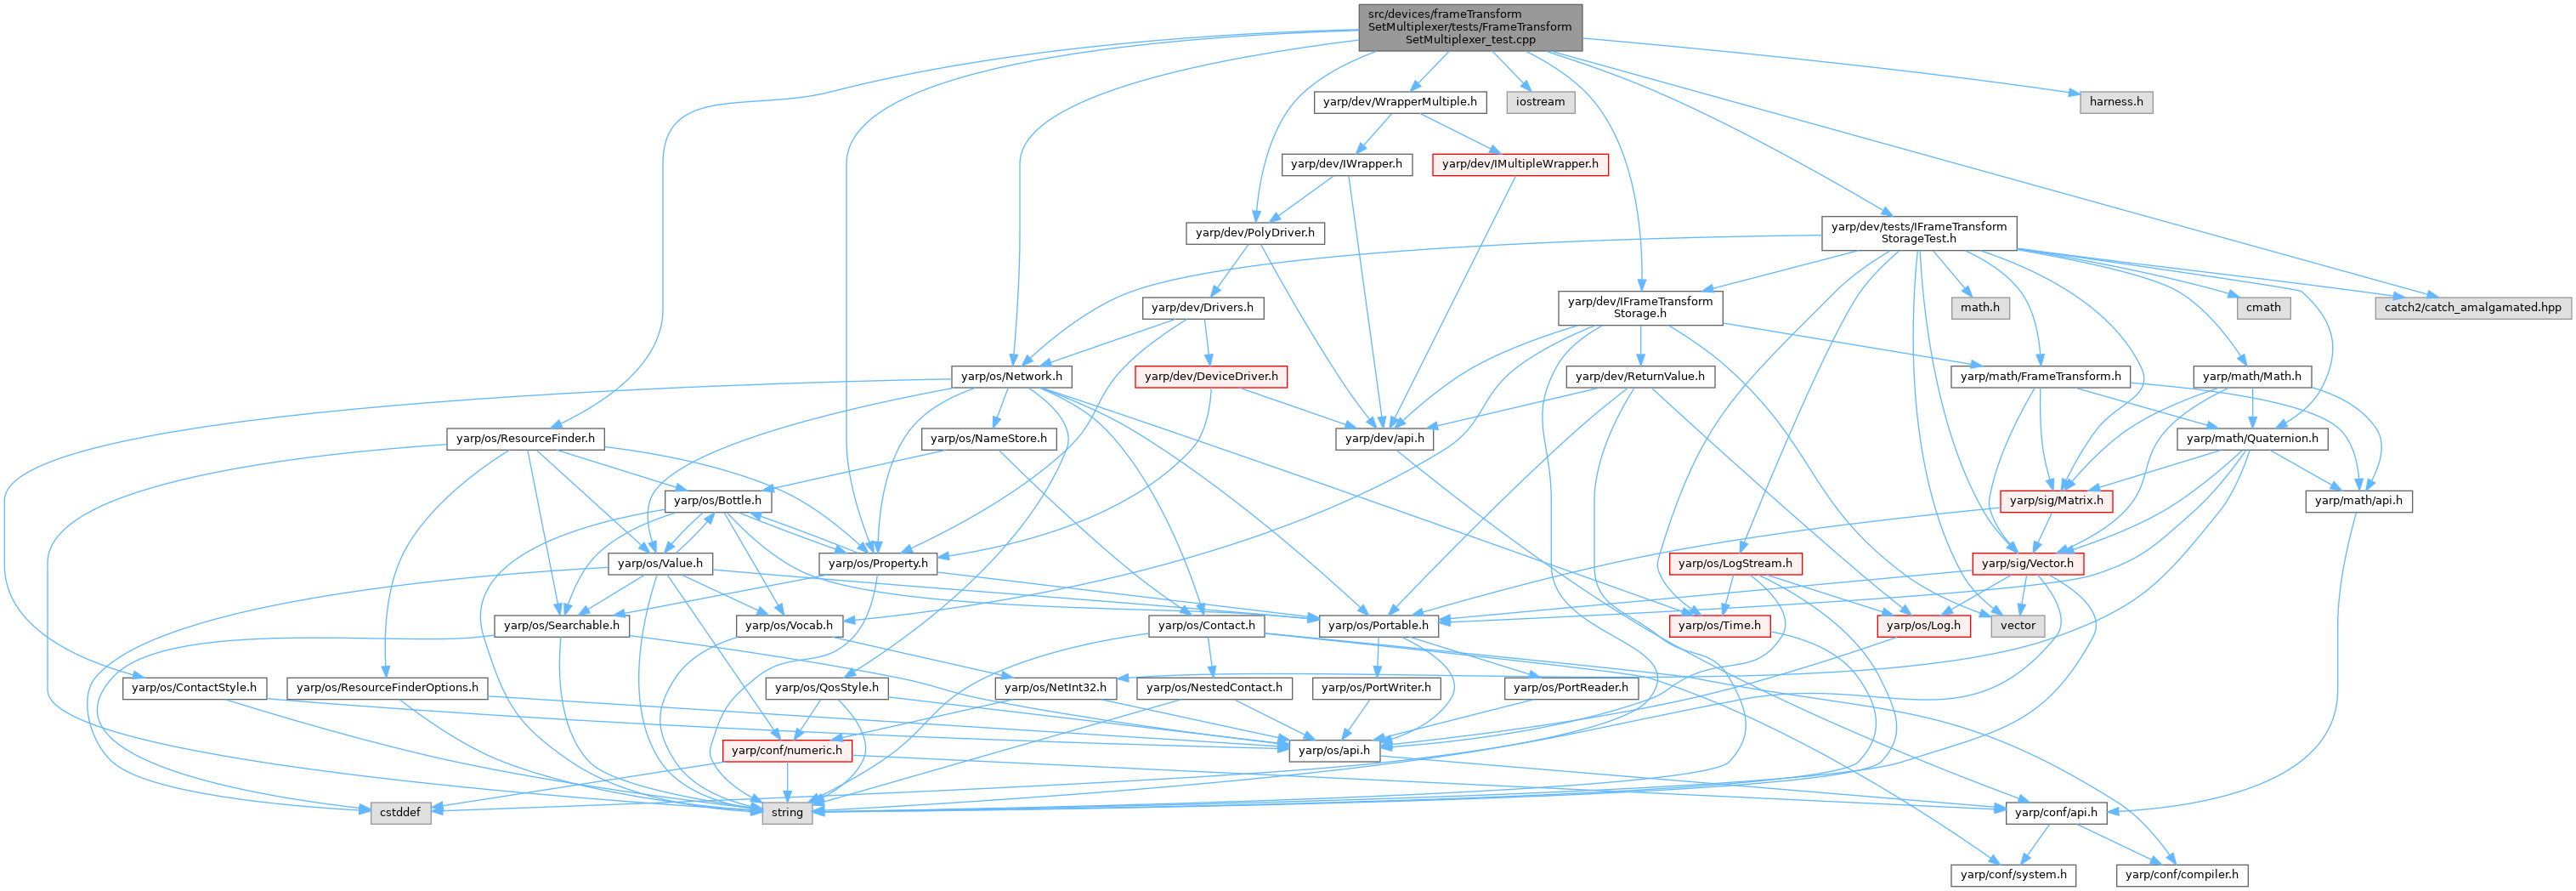 src/devices/frameTransform
SetMultiplexer/tests/FrameTransform
SetMultiplexer_test.cpp
yarp/dev/WrapperMultiple.h
iostream
harness.h
yarp/dev/IWrapper.h
yarp/dev/IMultipleWrapper.h
yarp/dev/PolyDriver.h
yarp/dev/tests/IFrameTransform
StorageTest.h
yarp/dev/Drivers.h
yarp/dev/IFrameTransform
Storage.h
math.h
cmath
catch2/catch_amalgamated.hpp
yarp/os/Network.h
yarp/dev/DeviceDriver.h
yarp/dev/ReturnValue.h
yarp/math/FrameTransform.h
yarp/math/Math.h
yarp/os/ResourceFinder.h
yarp/os/NameStore.h
yarp/dev/api.h
yarp/math/Quaternion.h
yarp/os/Bottle.h
yarp/sig/Matrix.h
yarp/math/api.h
yarp/os/Value.h
yarp/os/Property.h
yarp/os/LogStream.h
yarp/sig/Vector.h
yarp/os/Searchable.h
yarp/os/Vocab.h
yarp/os/Contact.h
yarp/os/Portable.h
yarp/os/Time.h
yarp/os/Log.h
vector
yarp/os/ContactStyle.h
yarp/os/ResourceFinderOptions.h
yarp/os/QosStyle.h
yarp/os/NetInt32.h
yarp/os/NestedContact.h
yarp/os/PortWriter.h
yarp/os/PortReader.h
yarp/conf/numeric.h
yarp/os/api.h
cstddef
string
yarp/conf/api.h
yarp/conf/system.h
yarp/conf/compiler.h